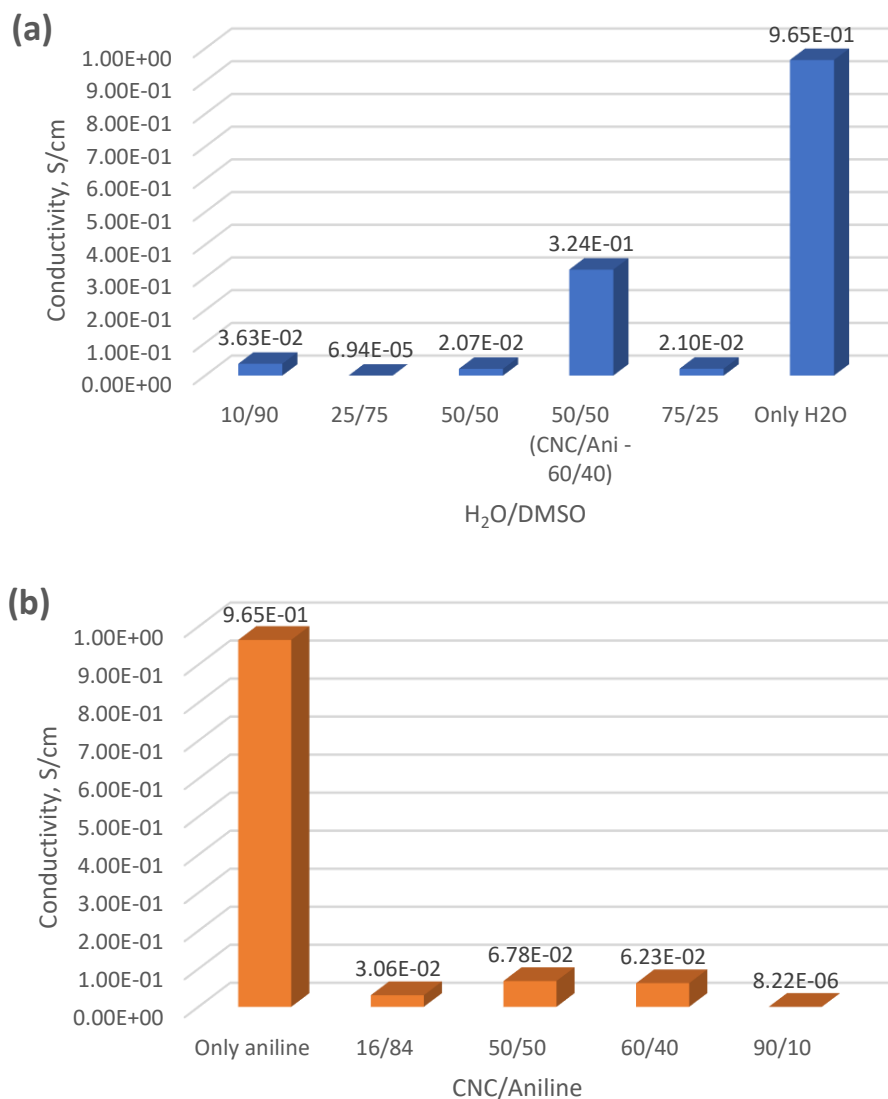 (a)
9.65E-01
1.00E+00
9.00E-01
8.00E-01
7.00E-01
6.00E-01
5.00E-01
4.00E-01
3.00E-01
2.00E-01
1.00E-01
0.00E+00
Conductivity, S/cm
3.63E-02
6.94E-05
2.07E-02
3.24E-01
2.10E-02
10/90 25/75 50/50 50/50 75/25 Only H2O
(CNC/Ani -
60/40)
H₂O/DMSO
(b)
9.65E-01
1.00E+00
9.00E-01
8.00E-01
7.00E-01
6.00E-01
5.00E-01
4.00E-01
3.00E-01
2.00E-01
1.00E-01
0.00E+00
Conductivity, S/cm
3.06E-02
6.78E-02
6.23E-02
8.22E-06
Only aniline 16/84 50/50 60/40 90/10
CNC/Aniline